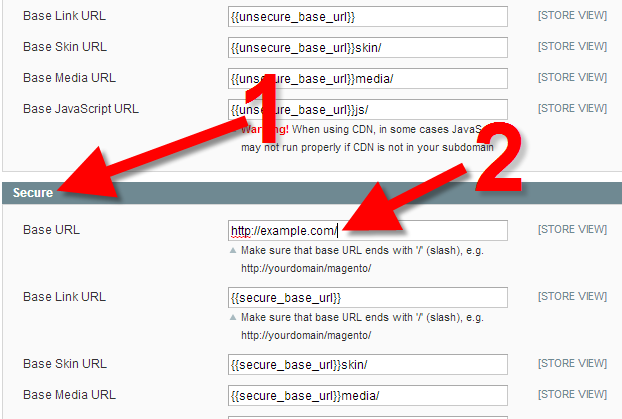 Base Link URL {{unsecure_base_url}} [STORE VIEW]
Base Skin URL {{unsecure_base_url}}skin/ [STORE VIEW]
Base Media URL {{unsecure_base_url}}media/ [STORE VIEW]
Base JavaScript URL {{unsecure_base_url}}js/ [STORE VIEW]
1
Warning! When using CDN, in some cases JavaS
may not run properly if CDN is not in your subdomain
2
Secure
Base URL http://example.com/ [STORE VIEW]
Make sure that base URL ends with '/' (slash), e.g.
http://yourdomain/magento/
Base Link URL {{secure_base_url}} [STORE VIEW]
Make sure that base URL ends with '/' (slash), e.g.
http://yourdomain/magento/
Base Skin URL {{secure_base_url}}skin/ [STORE VIEW]
Base Media URL {{secure_base_url}}media/ [STORE VIEW]